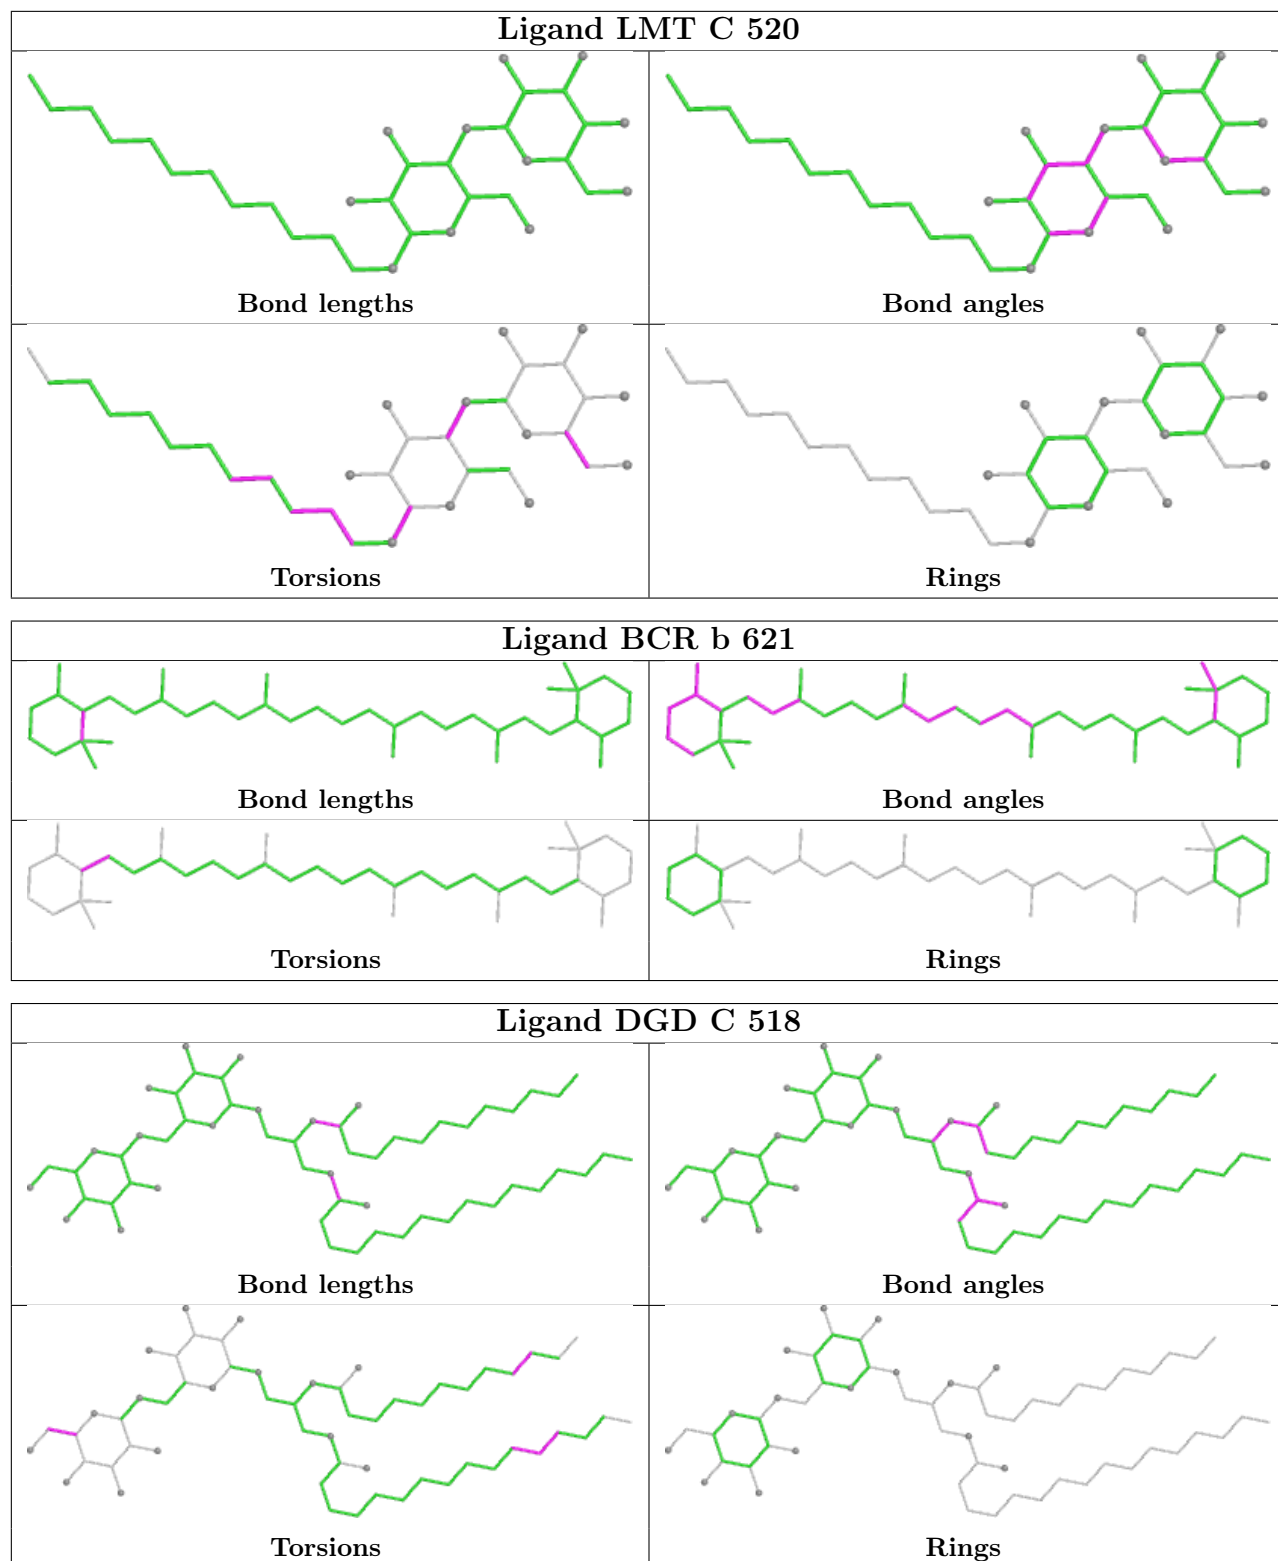 Ligand LMT C 520
Bond lengths
Bond angles
Torsions
Rings
Ligand BCR b 621
Bond lengths
Bond angles
Torsions
Rings
Ligand DGD C 518
Bond lengths
Bond angles
Torsions
Rings